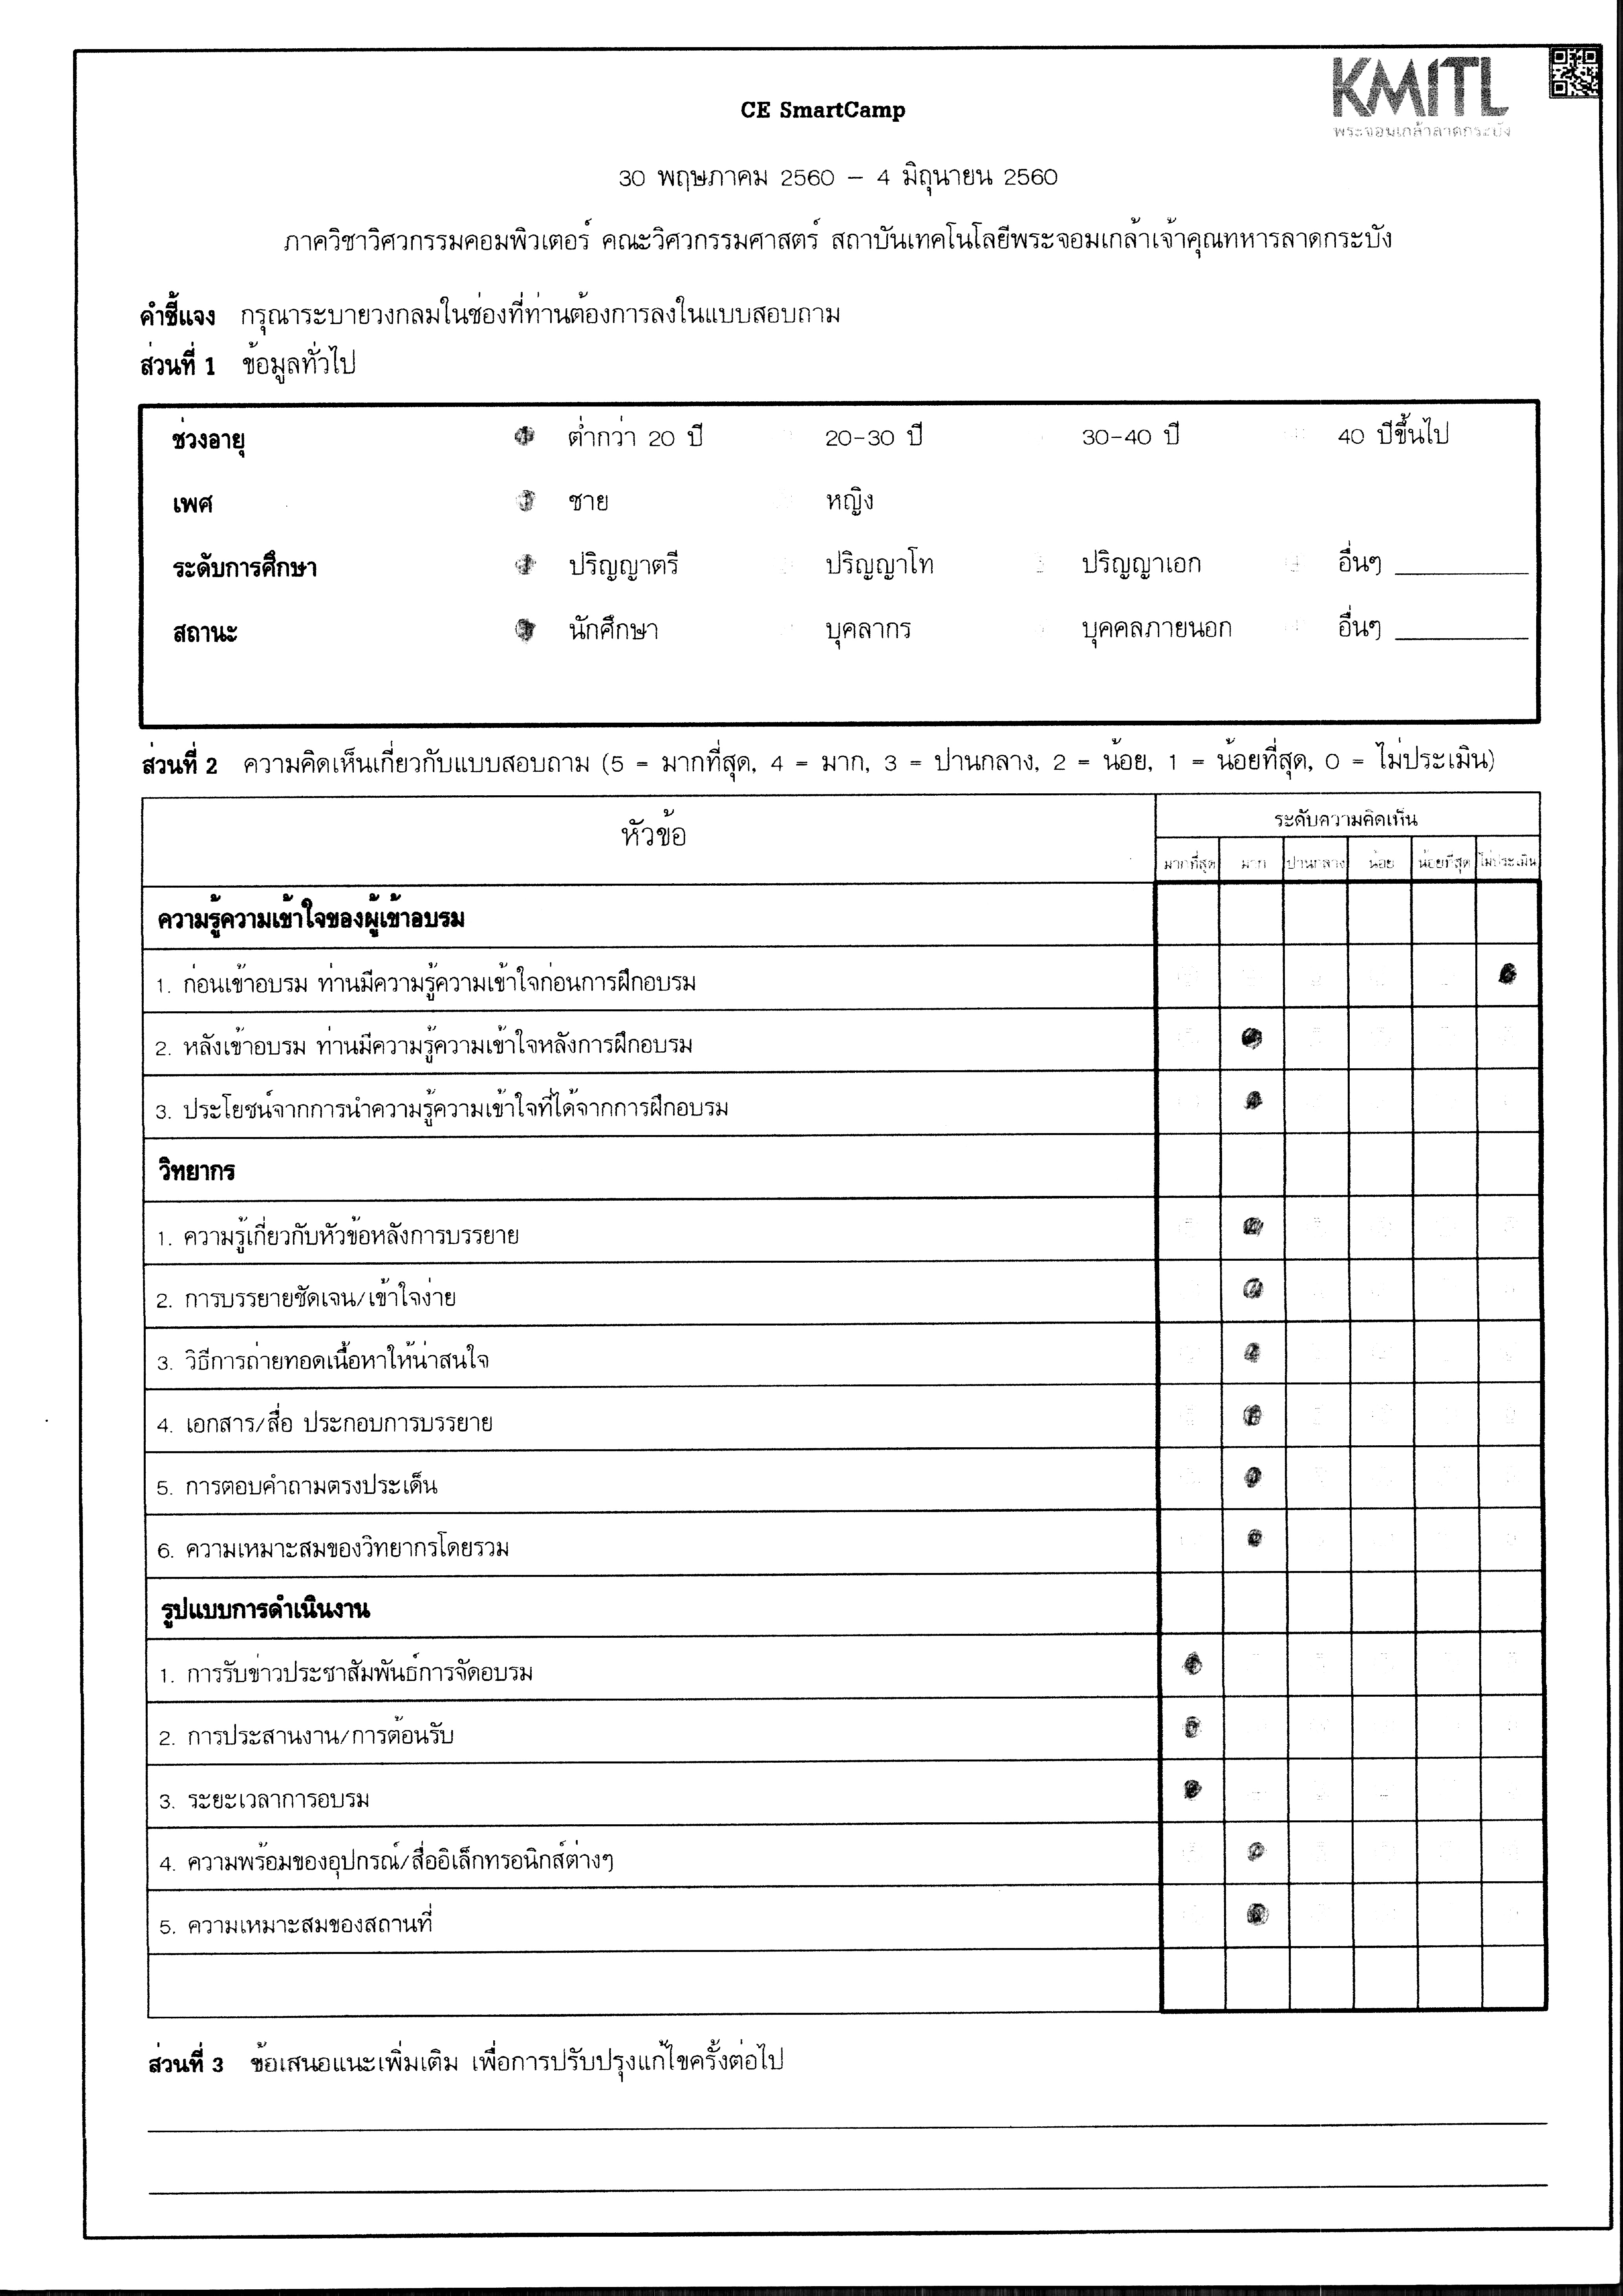 KMITL
พระจอมเกล้าลาดกระบัง
CE SmartCamp
30 พฤษภาคม 2560 – 4 มิถุนายน 2560
ภาควิชาวิศวกรรมคอมพิวเตอร์ คณะวิศวกรรมศาสตร์ สถาบันเทคโนโลยีพระจอมเกล้าเจ้าคุณทหารลาดกระบัง
คำชี้แจง กรุณาระบายวงกลมในช่องที่ท่านต้องการลงในแบบสอบถาม
ส่วนที่ 1 ข้อมูลทั่วไป
ช่วงอายุ ต่ำกว่า 20 ปี 20-30 ปี 30-40 ปี 40 ปีขึ้นไป
เพศ ชาย หญิง
ระดับการศึกษา ปริญญาตรี ปริญญาโท ปริญญาเอก อื่นๆ
สถานะ นักศึกษา บุคลากร บุคคลภายนอก อื่นๆ
ส่วนที่ 2 ความคิดเห็นเกี่ยวกับแบบสอบถาม (5 = มากที่สุด, 4 = มาก, 3 = ปานกลาง, 2 = น้อย, 1 = น้อยที่สุด, 0 = ไม่ประเมิน)
หัวข้อ ระดับความคิดเห็น
มากที่สุด มาก ปานกลาง น้อย น้อยที่สุด ไม่ประเมิน
ความรู้ความเข้าใจของผู้เข้าอบรม
1. ก่อนเข้าอบรม ท่านมีความรู้ความเข้าใจก่อนการฝึกอบรม
2. หลังเข้าอบรม ท่านมีความรู้ความเข้าใจหลังการฝึกอบรม
3. ประโยชน์จากการนำความรู้ความเข้าใจที่ได้จากการฝึกอบรม
วิทยากร
1. ความรู้เกี่ยวกับหัวข้อหลังการบรรยาย
2. การบรรยายชัดเจน/เข้าใจง่าย
3. วิธีการถ่ายทอดเนื้อหาให้น่าสนใจ
4. เอกสาร/สื่อ ประกอบการบรรยาย
5. การตอบคำถามตรงประเด็น
6. ความเหมาะสมของวิทยากรโดยรวม
รูปแบบการดำเนินงาน
1. การรับข่าวประชาสัมพันธ์การจัดอบรม
2. การประสานงาน/การต้อนรับ
3. ระยะเวลาการอบรม
4. ความพร้อมของอุปกรณ์/สื่ออิเล็กทรอนิกส์ต่างๆ
5. ความเหมาะสมของสถานที่
ส่วนที่ 3 ข้อเสนอแนะเพิ่มเติม เพื่อการปรับปรุงแก้ไขครั้งต่อไป